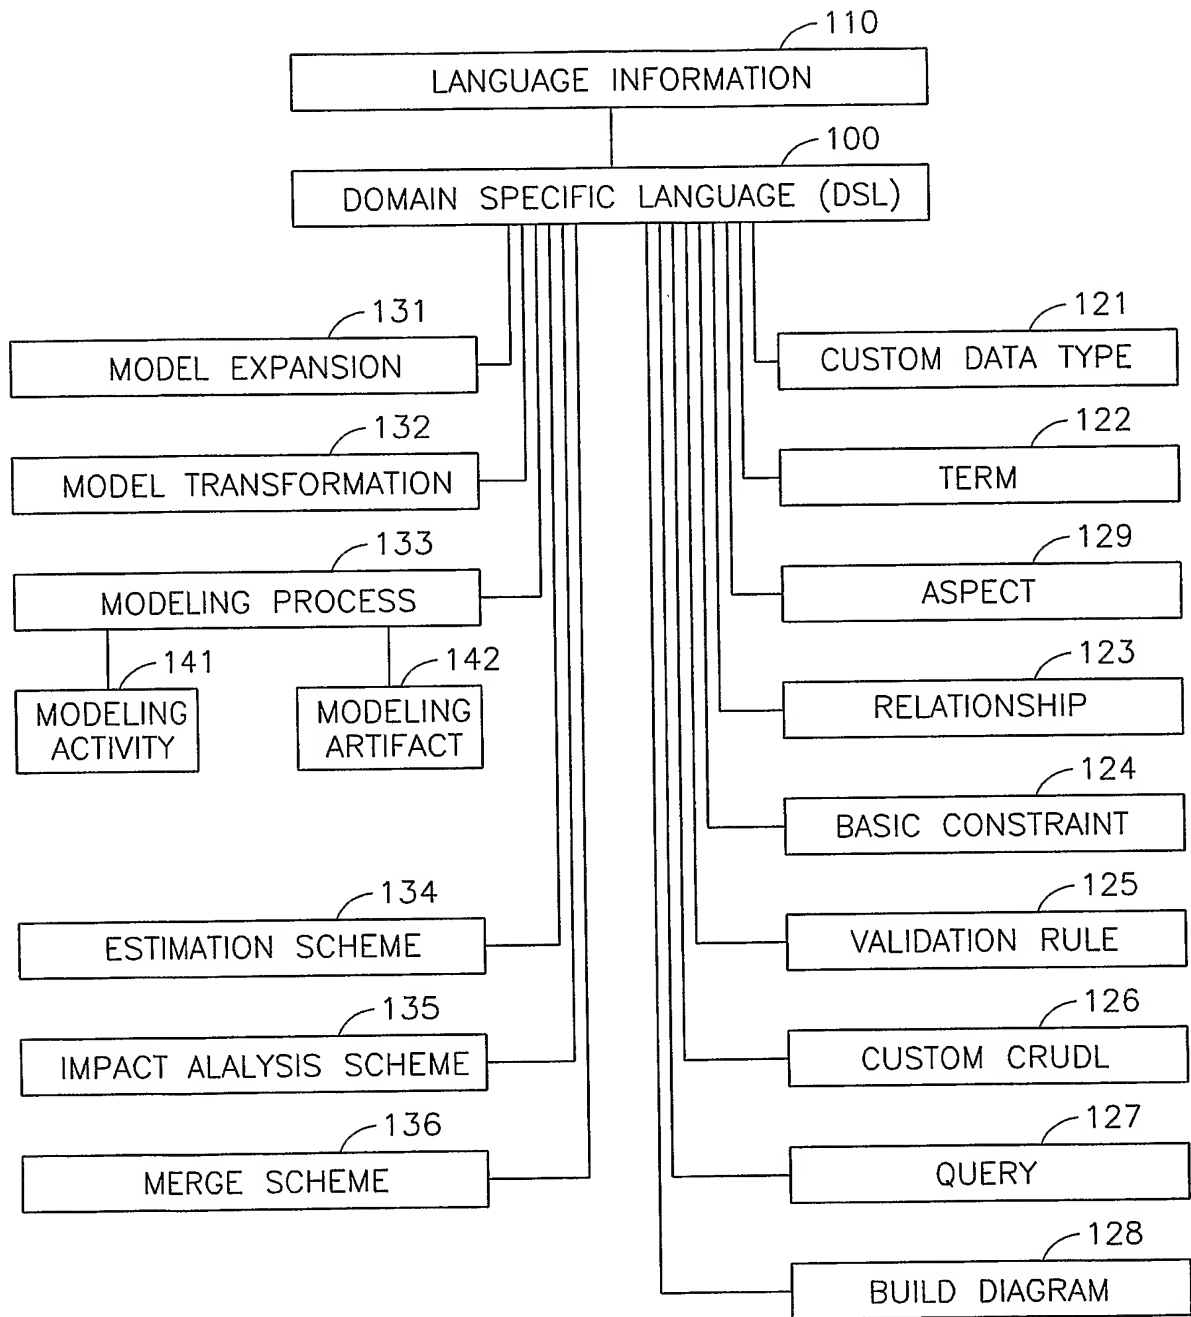 110
LANGUAGE INFORMATION
100
DOMAIN SPECIFIC LANGUAGE (DSL)
131
MODEL EXPANSION
132
MODEL TRANSFORMATION
133
MODELING PROCESS
141
MODELING
ACTIVITY
142
MODELING
ARTIFACT
134
ESTIMATION SCHEME
135
IMPACT ALALYSIS SCHEME
136
MERGE SCHEME
121
CUSTOM DATA TYPE
122
TERM
129
ASPECT
123
RELATIONSHIP
124
BASIC CONSTRAINT
125
VALIDATION RULE
126
CUSTOM CRUDL
127
QUERY
128
BUILD DIAGRAM